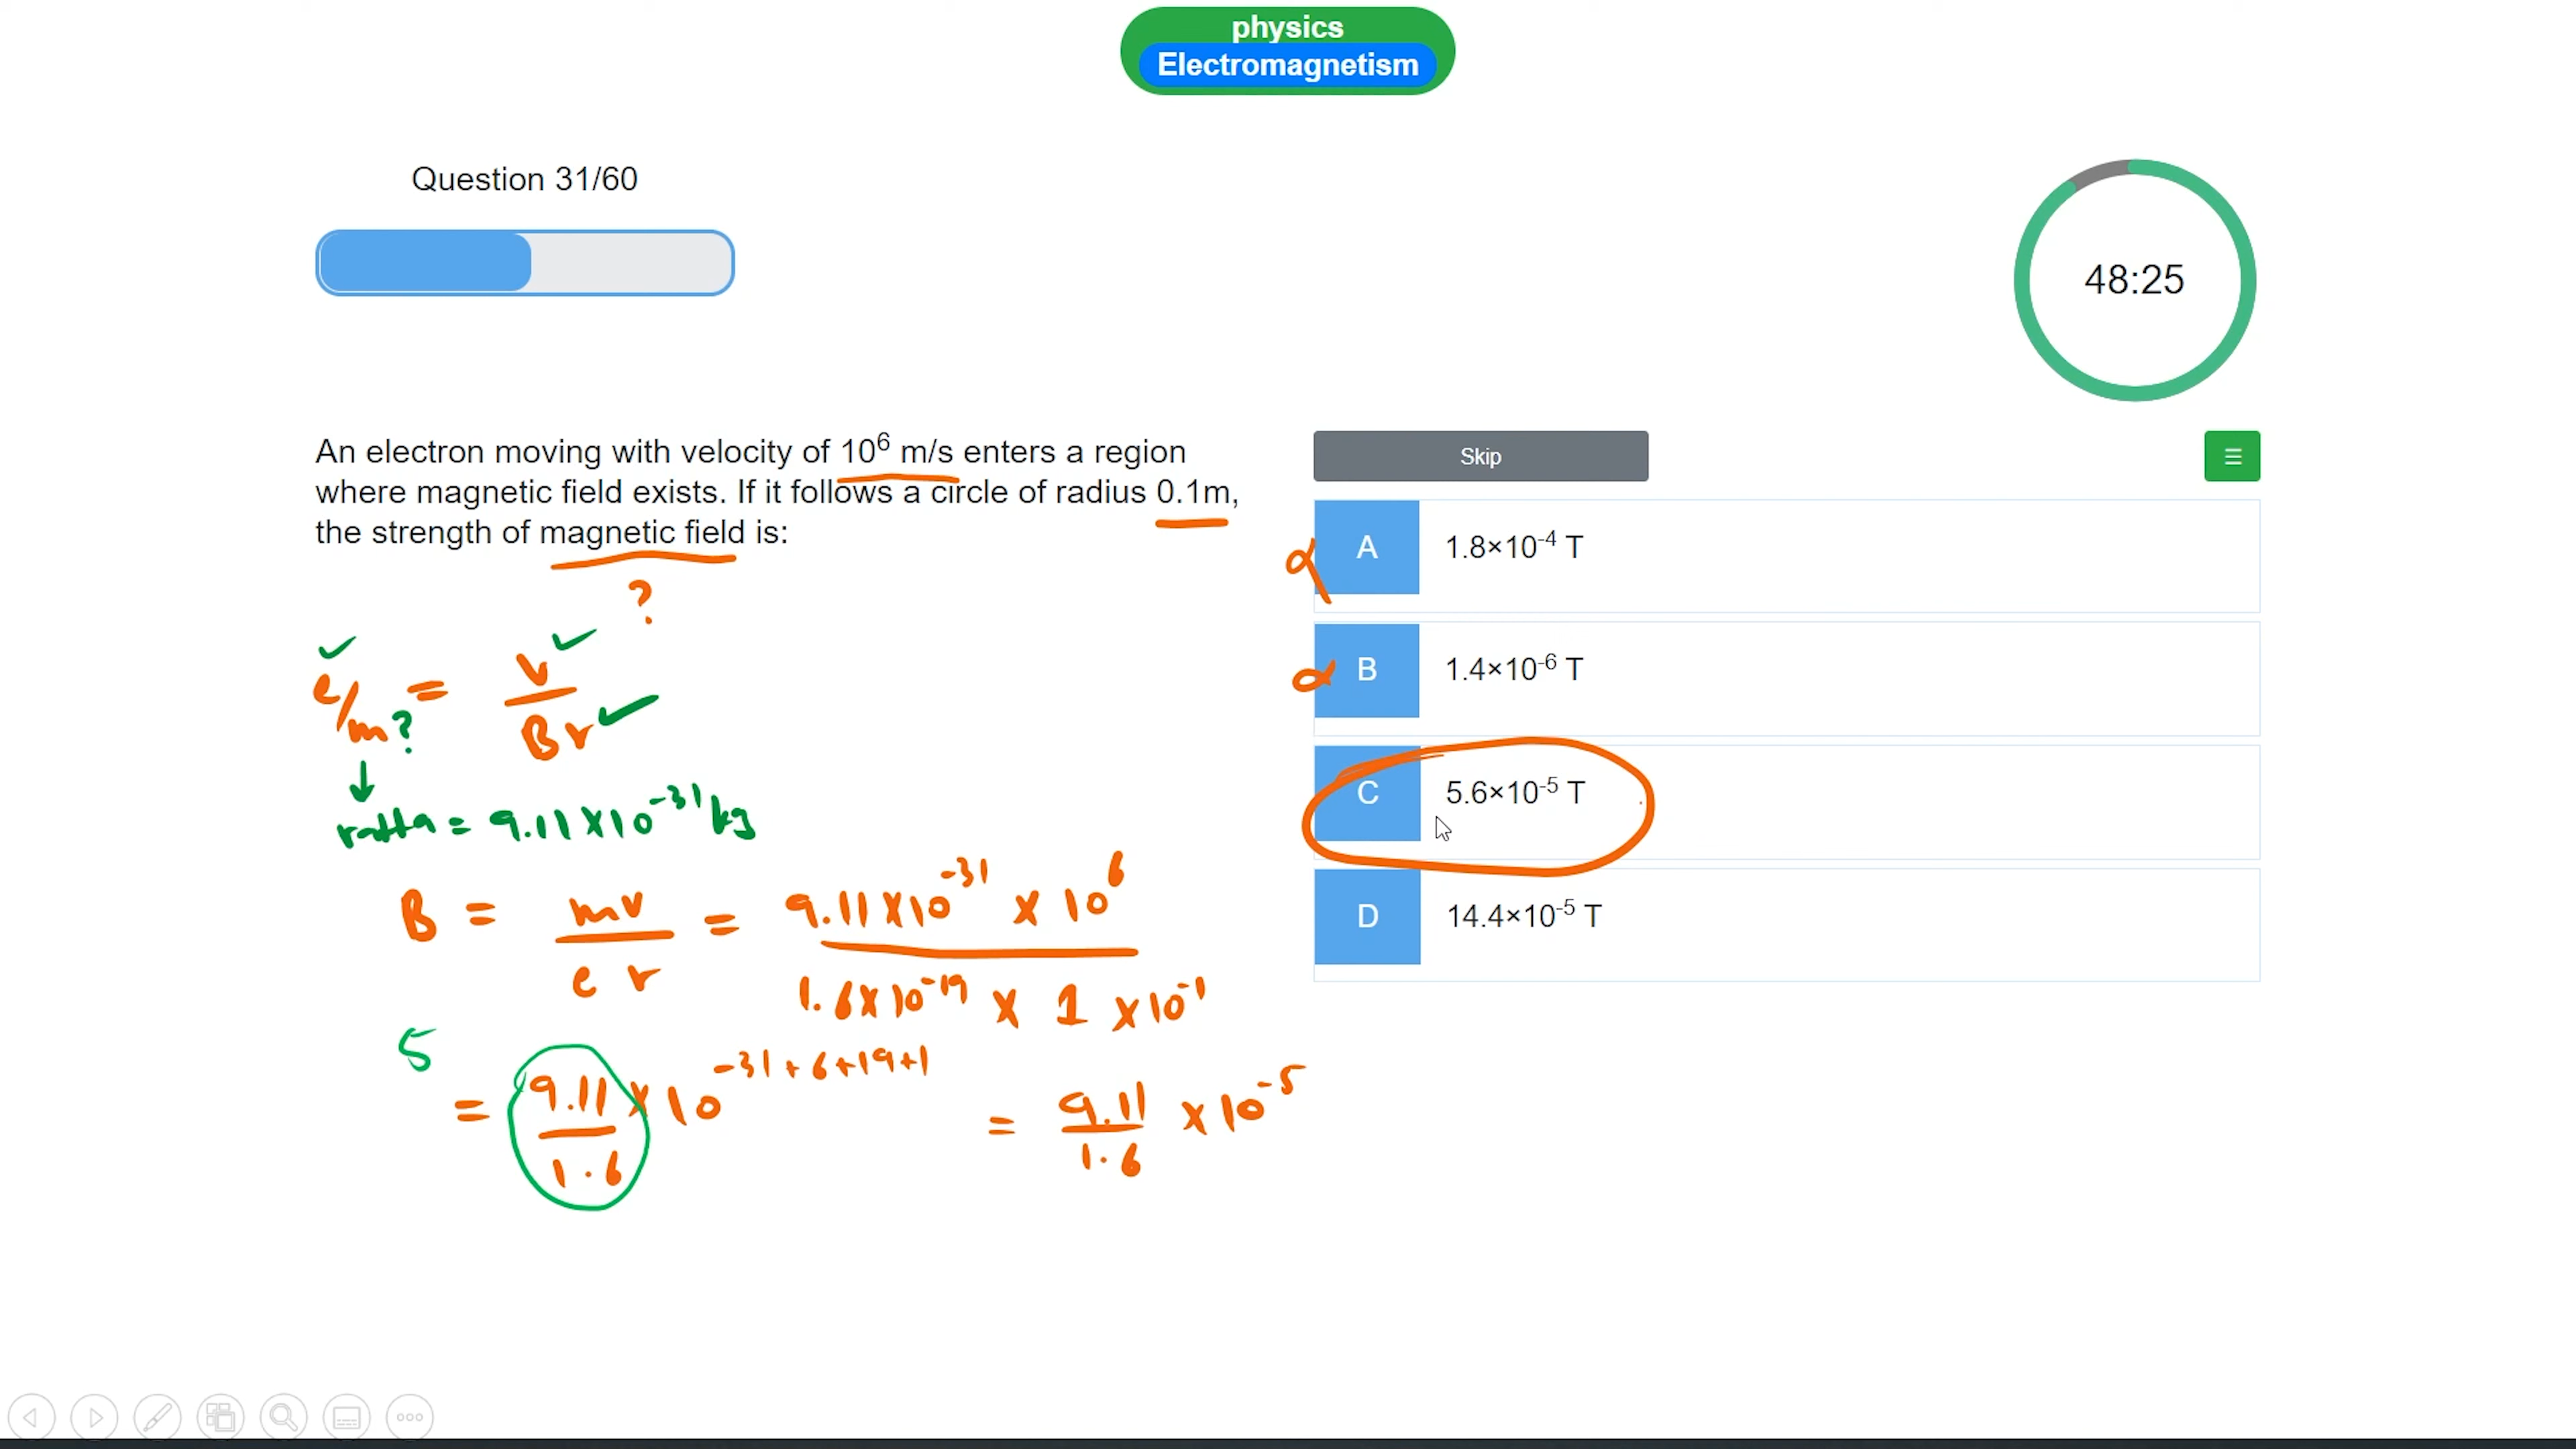 physics
Electromagnetism
Question 31/60
48:25
An electron moving with velocity of 10⁶ m/s enters a region
where magnetic field exists. If it follows a circle of radius 0.1m,
the strength of magnetic field is:
?
e/m? = v/Br
ratta = 9.11×10⁻³¹ kg
B = mv/er = 9.11×10⁻³¹ × 10⁶ / 1.6×10⁻¹⁹ × 1 × 10⁻¹
5
= 9.11/1.6 × 10⁻³¹⁺⁶⁺¹⁹⁺¹ = 9.11/1.6 × 10⁻⁵
Skip
A 1.8×10⁻⁴ T
B 1.4×10⁻⁶ T
C 5.6×10⁻⁵ T
D 14.4×10⁻⁵ T